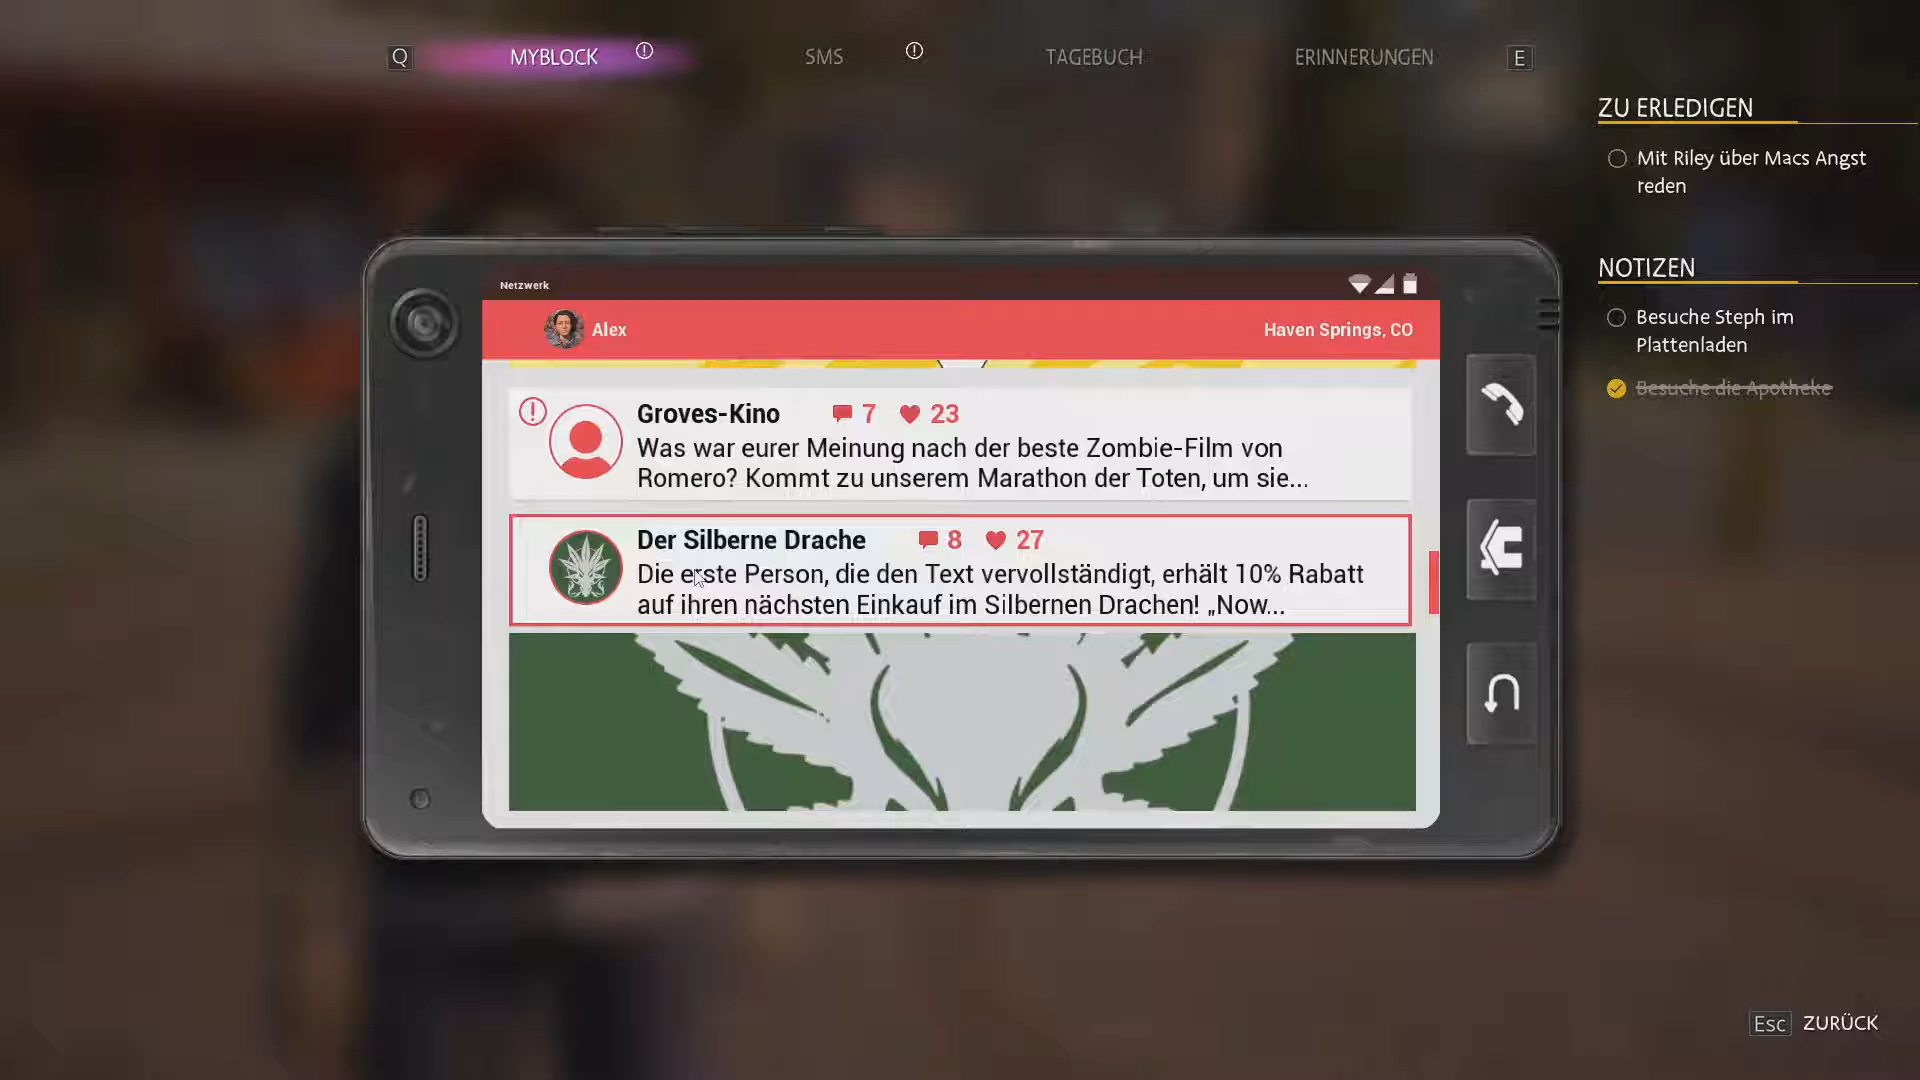 Q MYBLOCK SMS TAGEBUCH ERINNERUNGEN E
ZU ERLEDIGEN
Mit Riley über Macs Angst
reden
NOTIZEN
Besuche Steph im
Plattenladen
Besuche die Apotheke
Netzwerk
Alex Haven Springs, CO
Groves-Kino 7 23
Was war eurer Meinung nach der beste Zombie-Film von
Romero? Kommt zu unserem Marathon der Toten, um sie...
Der Silberne Drache 8 27
Die erste Person, die den Text vervollständigt, erhält 10% Rabatt
auf ihren nächsten Einkauf im Silbernen Drachen! „Now...
Esc ZURÜCK